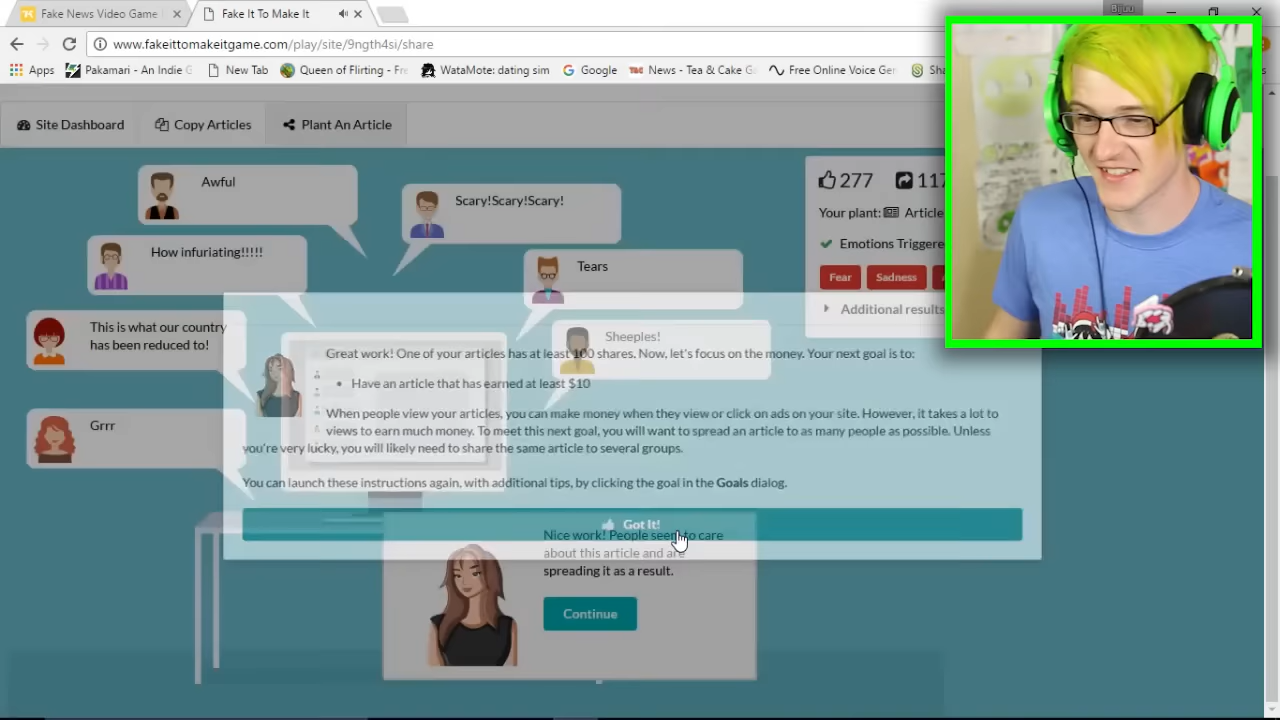 Bijuu
Fake News Video Game
Fake It To Make It
www.fakeittomakeitgame.com/play/site/9ngth4si/share
Apps
Pakamari - An Indie G
New Tab
Queen of Flirting - Fre
WataMote: dating sim
Google
News - Tea & Cake G
Free Online Voice Gen
Sha
Site Dashboard
Copy Articles
Plant An Article
Awful
Scary!Scary!Scary!
277
117
Your plant:
Article
How infuriating!!!!!
Tears
Emotions Triggere
Fear
Sadness
Additional results
This is what our country
has been reduced to!
Sheeples!
Great work! One of your articles has at least 100 shares. Now, let's focus on the money. Your next goal is to:
Have an article that has earned at least $10
When people view your articles, you can make money when they view or click on ads on your site. However, it takes a lot to
views to earn much money. To meet this next goal, you will want to spread an article to as many people as possible. Unless
you're very lucky, you will likely need to share the same article to several groups.
Grrr
You can launch these instructions again, with additional tips, by clicking the goal in the Goals dialog.
Got It!
Nice work! People seem to care
about this article and are
spreading it as a result.
Continue